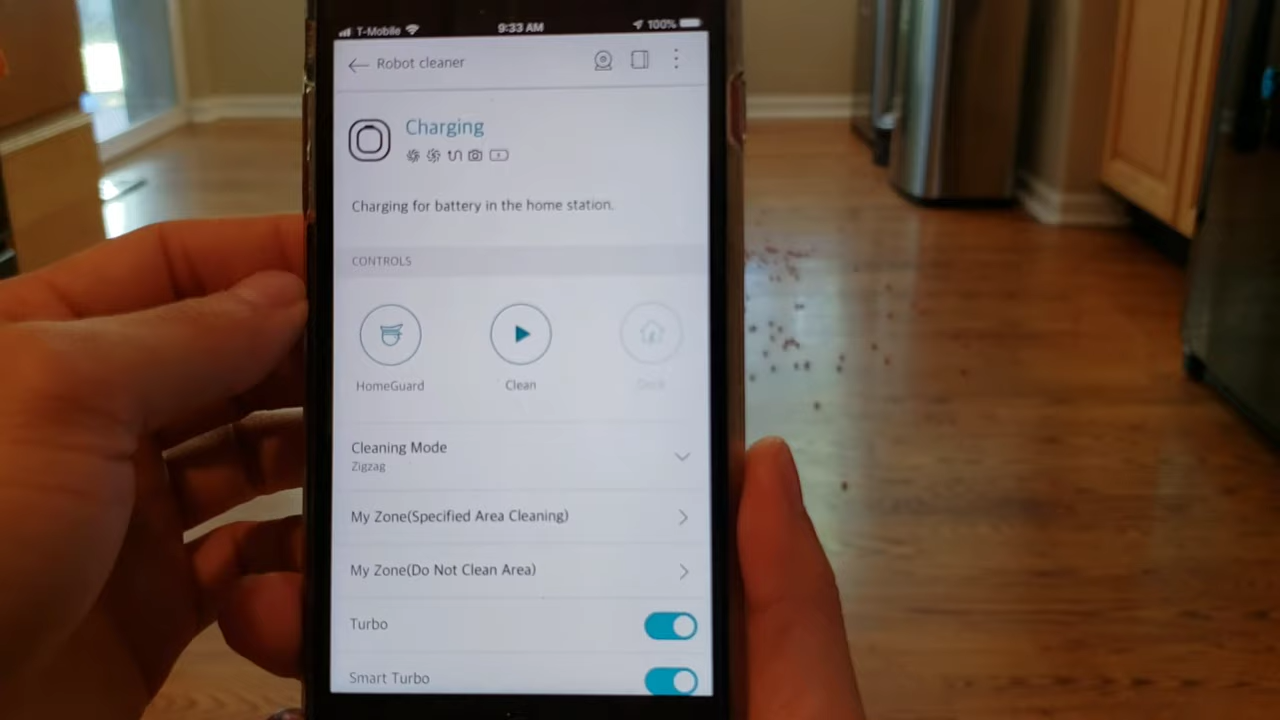 T-Mobile 9:33 AM 100%
Robot cleaner
Charging
Charging for battery in the home station.
CONTROLS
HomeGuard Clean Dock
Cleaning Mode
Zigzag
My Zone(Specified Area Cleaning)
My Zone(Do Not Clean Area)
Turbo
Smart Turbo